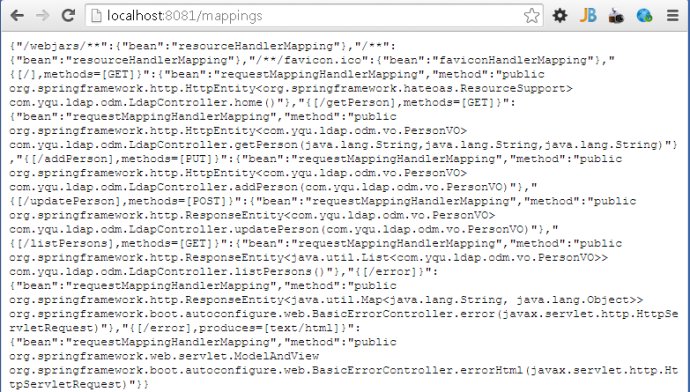 localhost:8081/mappings
JB
{"/webjars/**":{"bean":"resourceHandlerMapping"},"/**":
{"bean":"resourceHandlerMapping"},"/**/favicon.ico":{"bean":"faviconHandlerMapping"},"
{[/],methods=[GET]}":{"bean":"requestMappingHandlerMapping","method":"public
org.springframework.http.HttpEntity<org.springframework.hateoas.ResourceSupport>
com.yqu.ldap.odm.LdapController.home()"},"{[/getPerson],methods=[GET]}":
{"bean":"requestMappingHandlerMapping","method":"public
org.springframework.http.HttpEntity<com.yqu.ldap.odm.vo.PersonVO>
com.yqu.ldap.odm.LdapController.getPerson(java.lang.String,java.lang.String,java.lang.String)"}
,"{[/addPerson],methods=[PUT]}":{"bean":"requestMappingHandlerMapping","method":"public
org.springframework.http.HttpEntity<com.yqu.ldap.odm.vo.PersonVO>
com.yqu.ldap.odm.LdapController.addPerson(com.yqu.ldap.odm.vo.PersonVO)"},"
{[/updatePerson],methods=[POST]}":{"bean":"requestMappingHandlerMapping","method":"public
org.springframework.http.ResponseEntity<com.yqu.ldap.odm.vo.PersonVO>
com.yqu.ldap.odm.LdapController.updatePerson(com.yqu.ldap.odm.vo.PersonVO)"},"
{[/listPersons],methods=[GET]}":{"bean":"requestMappingHandlerMapping","method":"public
org.springframework.http.ResponseEntity<java.util.List<com.yqu.ldap.odm.vo.PersonVO>>
com.yqu.ldap.odm.LdapController.listPersons()"},"{[/error]}":
{"bean":"requestMappingHandlerMapping","method":"public
org.springframework.http.ResponseEntity<java.util.Map<java.lang.String, java.lang.Object>>
org.springframework.boot.autoconfigure.web.BasicErrorController.error(javax.servlet.http.HttpSe
rvletRequest)"},"{[/error],produces=[text/html]}":
{"bean":"requestMappingHandlerMapping","method":"public
org.springframework.web.servlet.ModelAndView
org.springframework.boot.autoconfigure.web.BasicErrorController.errorHtml(javax.servlet.http.Ht
tpServletRequest)"}}